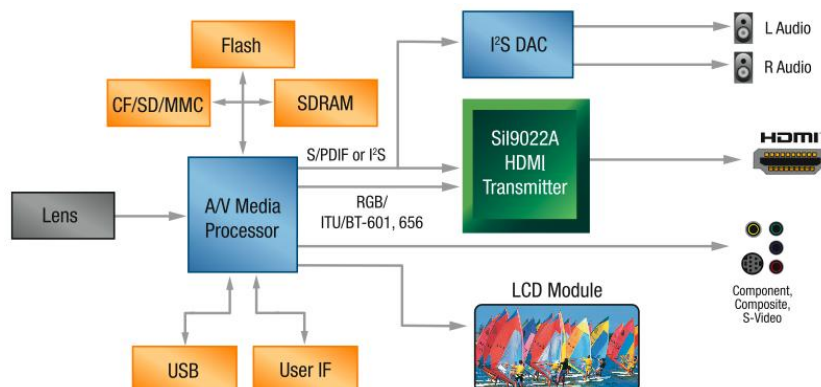 Flash
CF/SD/MMC
SDRAM
I²S DAC
L Audio
R Audio
S/PDIF or I²S
SiI9022A
HDMI
Transmitter
HDMI
Lens
A/V Media
Processor
RGB/
ITU/BT-601, 656
LCD Module
Component,
Composite,
S-Video
USB
User IF